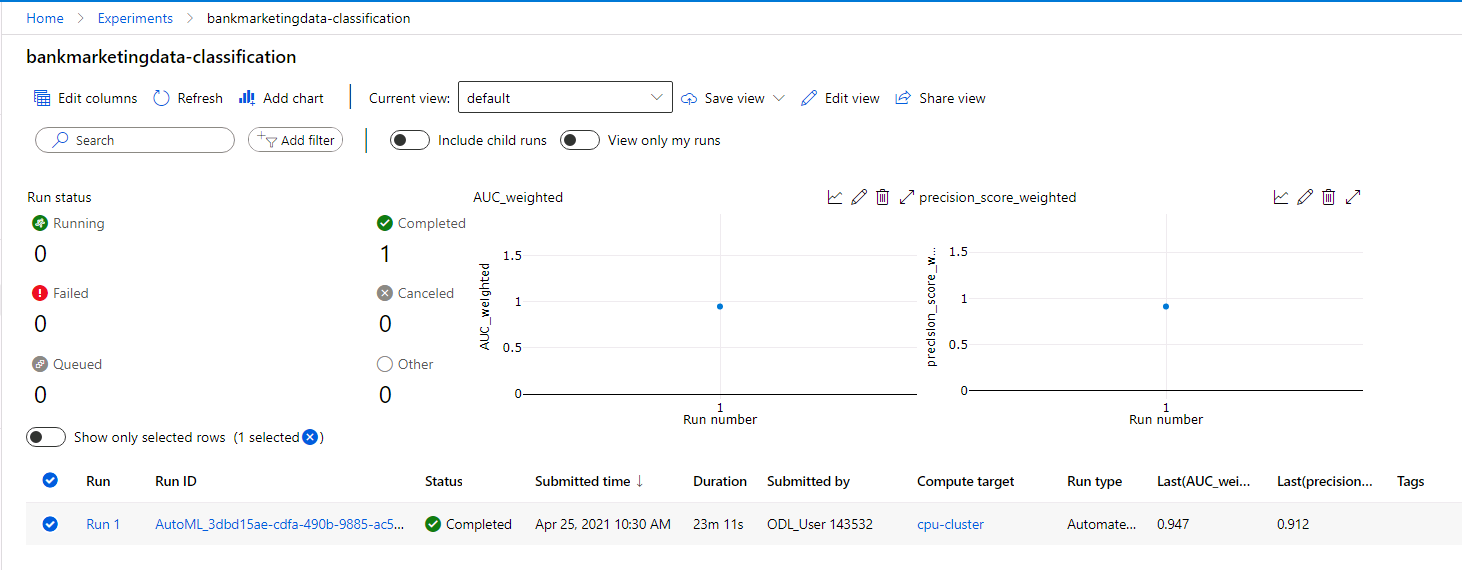 Home > Experiments > bankmarketingdata-classification
bankmarketingdata-classification
Edit columns Refresh Add chart Current view: default Save view Edit view Share view
Search Add filter Include child runs View only my runs
Run status
Running Completed
0 1
Failed Canceled
0 0
Queued Other
0 0
AUC_weighted
AUC_weighted
1.5
1
0.5
0
1
Run number
precision_score_weighted
precision_score_w...
1.5
1
0.5
0
1
Run number
Show only selected rows (1 selected )
Run Run ID Status Submitted time ↓ Duration Submitted by Compute target Run type Last(AUC_wei... Last(precision... Tags
Run 1 AutoML_3dbd15ae-cdfa-490b-9885-ac5... Completed Apr 25, 2021 10:30 AM 23m 11s ODL_User 143532 cpu-cluster Automate... 0.947 0.912